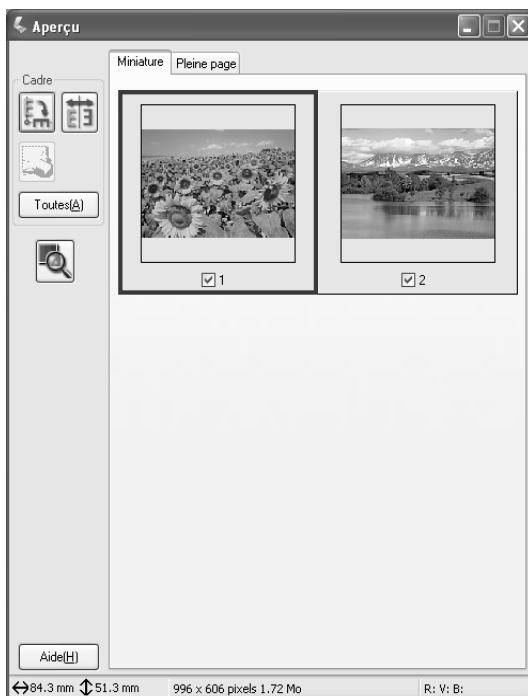 Aperçu
Miniature
Pleine page
Cadre
Toutes(A)
1
2
Aide(H)
84.3 mm 51.3 mm 996 x 606 pixels 1.72 Mo R: V: B: